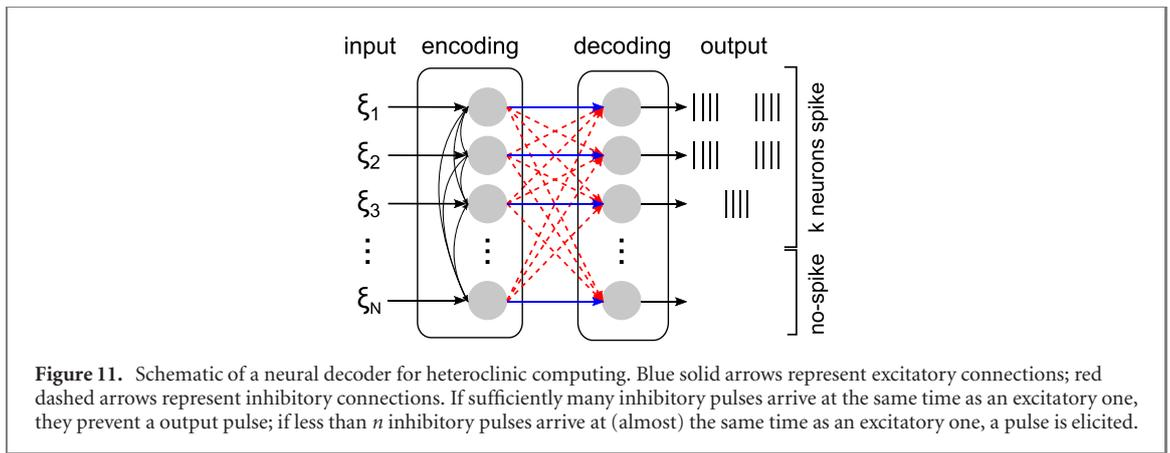 input encoding decoding output
ξ1
ξ2
ξ3
⋮ ⋮ ⋮
ξN
k neurons spike
no-spike
Figure 11. Schematic of a neural decoder for heteroclinic computing. Blue solid arrows represent excitatory connections; red
dashed arrows represent inhibitory connections. If sufficiently many inhibitory pulses arrive at the same time as an excitatory one,
they prevent a output pulse; if less than n inhibitory pulses arrive at (almost) the same time as an excitatory one, a pulse is elicited.